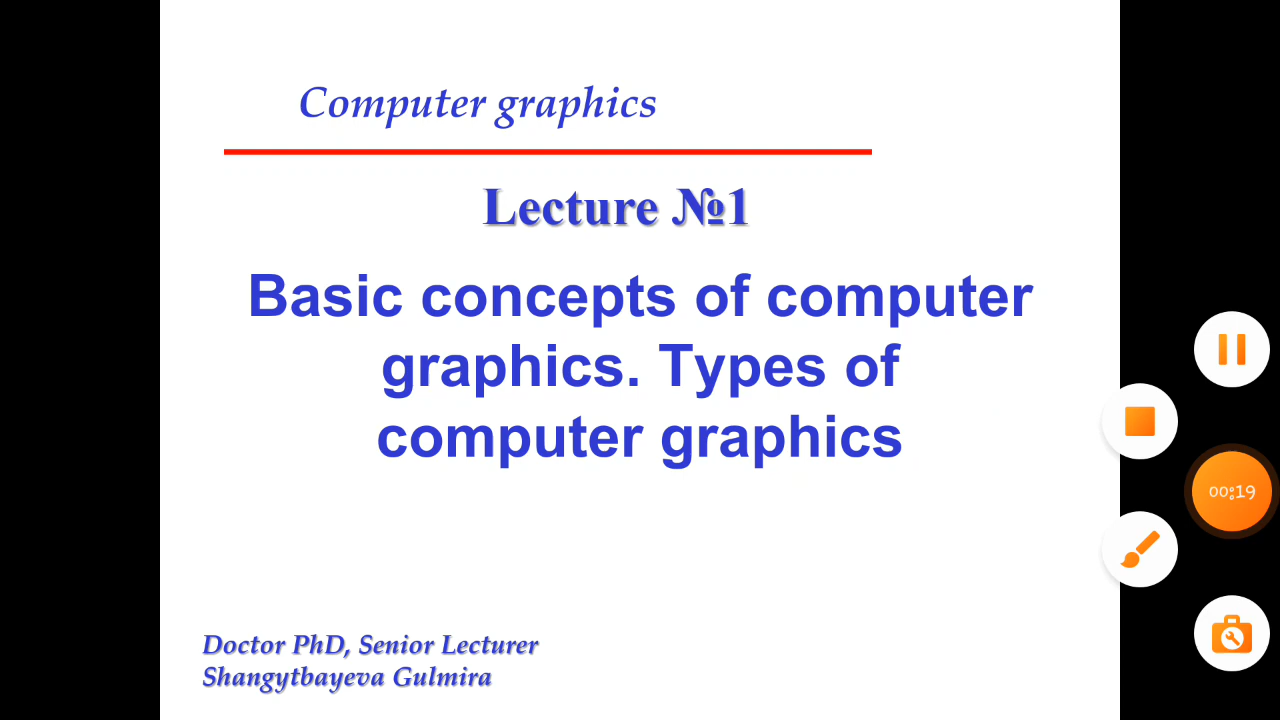 Computer graphics
Lecture №1
Basic concepts of computer
graphics. Types of
computer graphics
00:19
Doctor PhD, Senior Lecturer
Shangytbayeva Gulmira